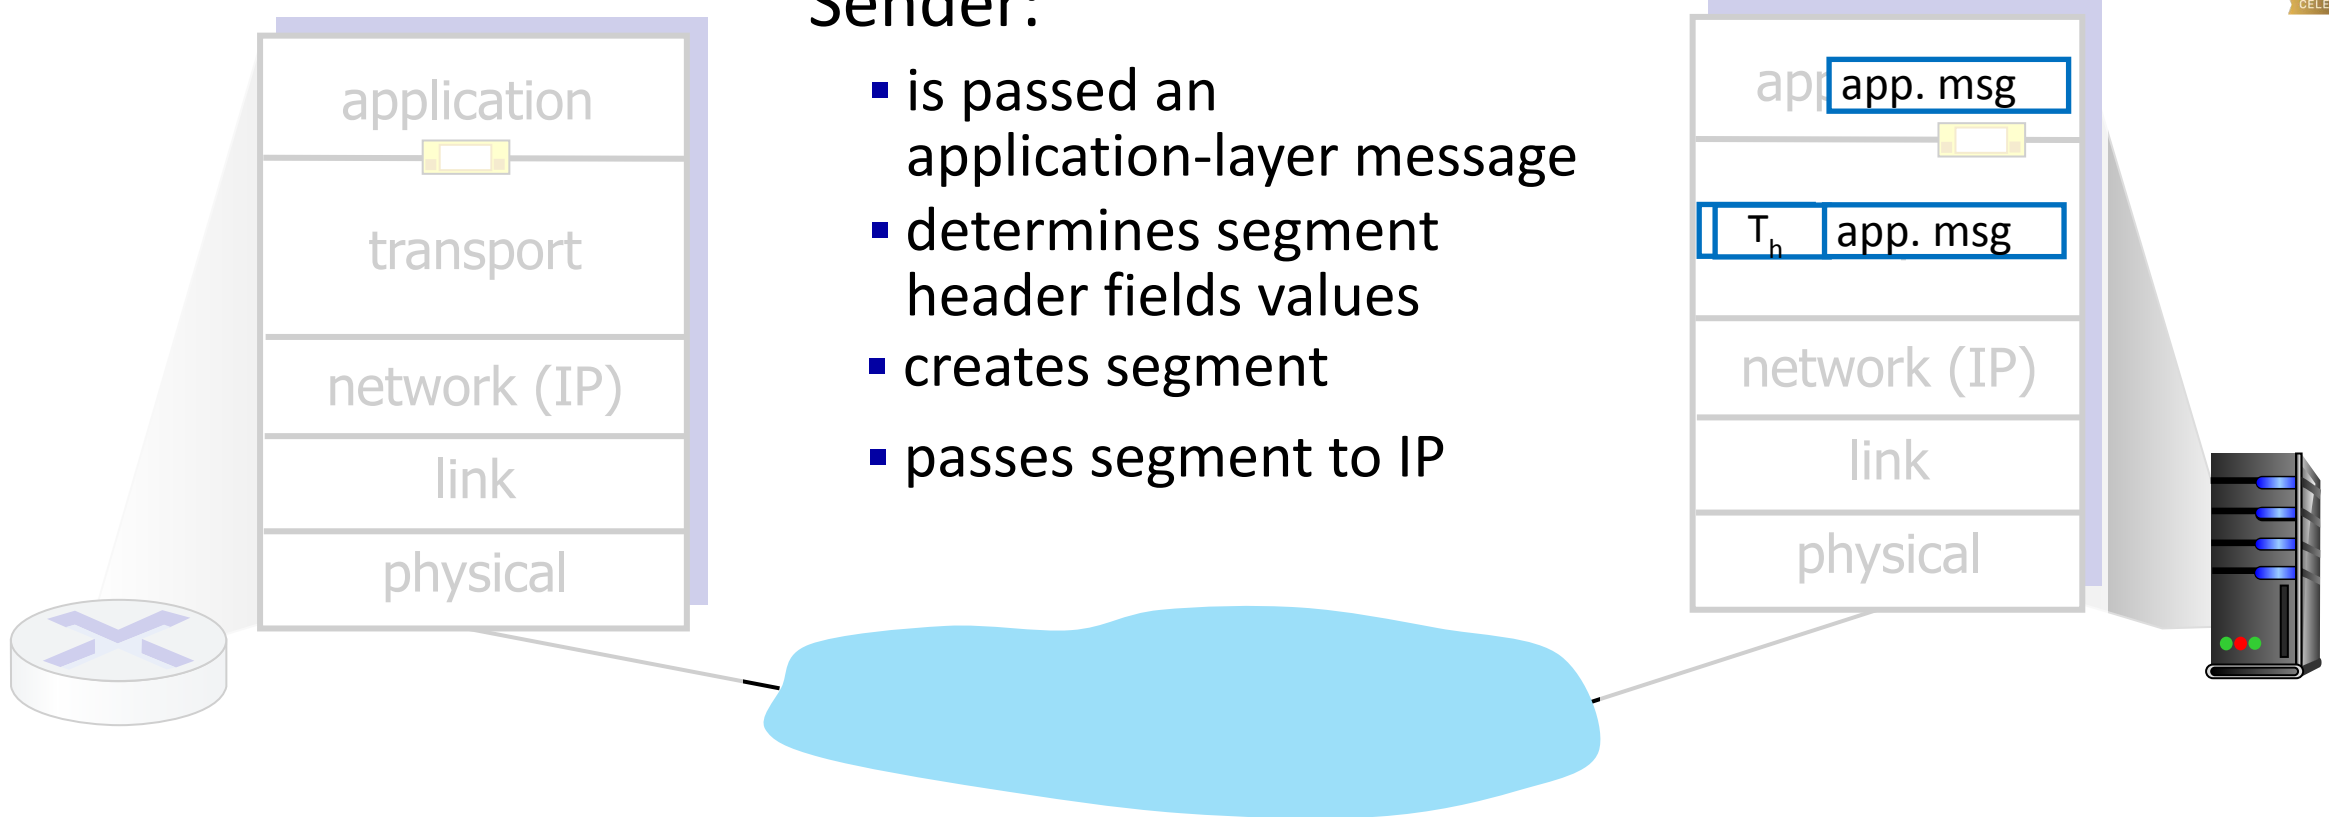 Sender:
application
transport
network (IP)
link
physical
is passed an
application-layer message
determines segment
header fields values
creates segment
passes segment to IP
app. msg
Th app. msg
network (IP)
link
physical